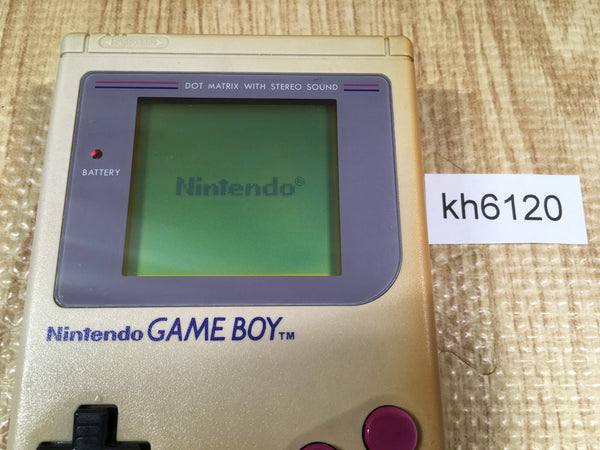 DOT MATRIX WITH STEREO SOUND
BATTERY
Nintendo®
kh6120
Nintendo GAME BOY™